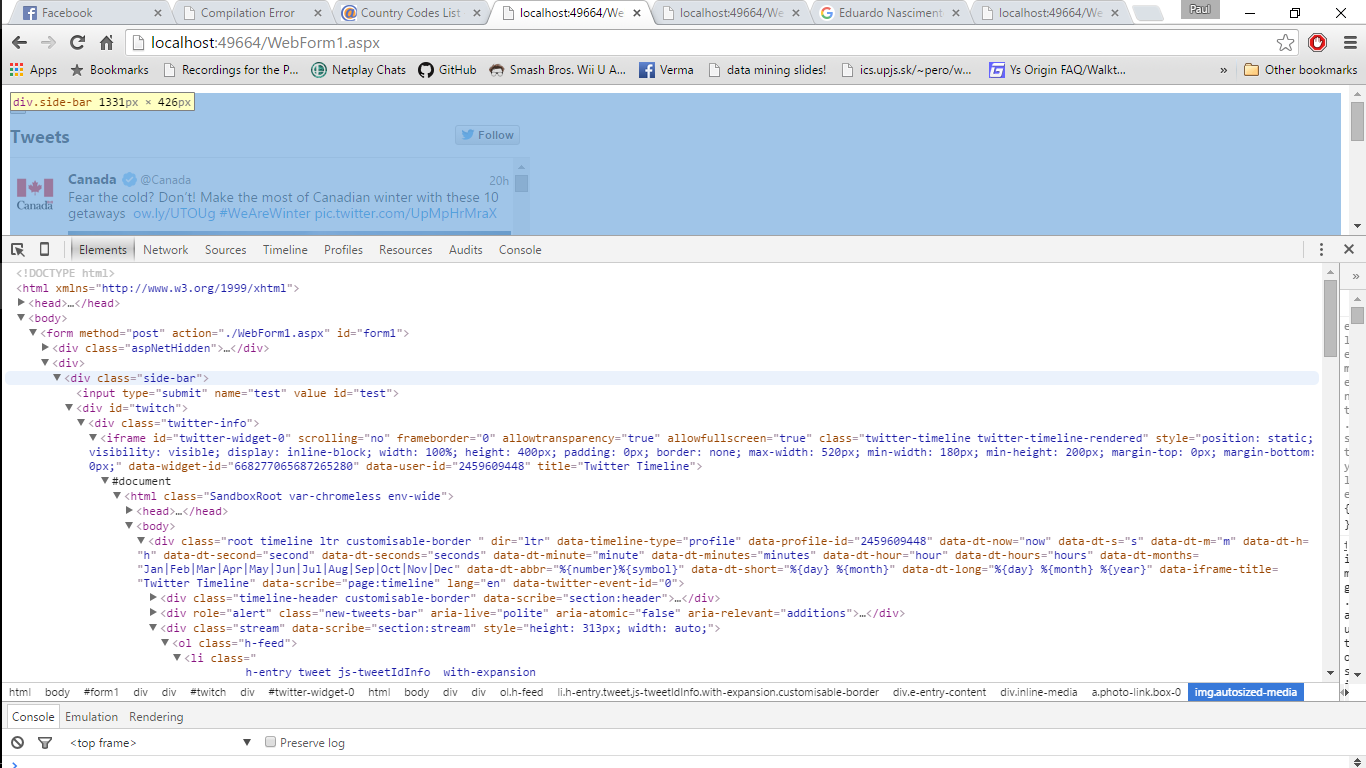 Facebook
Compilation Error
Country Codes List
localhost:49664/We
localhost:49664/We
Eduardo Nasciment
localhost:49664/We
Paul
localhost:49664/WebForm1.aspx
Apps
Bookmarks
Recordings for the P...
Netplay Chats
GitHub
Smash Bros. Wii U A...
Verma
data mining slides!
ics.upjs.sk/~pero/w...
Ys Origin FAQ/Walkt...
»
Other bookmarks
div.side-bar 1331px × 426px
Tweets
Follow
Canada @Canada 20h
Fear the cold? Don't! Make the most of Canadian winter with these 10
getaways ow.ly/UTOUg #WeAreWinter pic.twitter.com/UpMpHrMraX
Canada
Elements Network Sources Timeline Profiles Resources Audits Console
<!DOCTYPE html>
<html xmlns="http://www.w3.org/1999/xhtml">
<head>…</head>
<body>
<form method="post" action="./WebForm1.aspx" id="form1">
<div class="aspNetHidden">…</div>
<div>
<div class="side-bar">
<input type="submit" name="test" value id="test">
<div id="twitch">
<div class="twitter-info">
<iframe id="twitter-widget-0" scrolling="no" frameborder="0" allowtransparency="true" allowfullscreen="true" class="twitter-timeline twitter-timeline-rendered" style="position: static;
visibility: visible; display: inline-block; width: 100%; height: 400px; padding: 0px; border: none; max-width: 520px; min-width: 180px; min-height: 200px; margin-top: 0px; margin-bottom:
0px;" data-widget-id="668277065687265280" data-user-id="2459609448" title="Twitter Timeline">
#document
<html class="SandboxRoot var-chromeless env-wide">
<head>…</head>
<body>
<div class="root timeline ltr customisable-border " dir="ltr" data-timeline-type="profile" data-profile-id="2459609448" data-dt-now="now" data-dt-s="s" data-dt-m="m" data-dt-h=
"h" data-dt-second="second" data-dt-seconds="seconds" data-dt-minute="minute" data-dt-minutes="minutes" data-dt-hour="hour" data-dt-hours="hours" data-dt-months=
"Jan|Feb|Mar|Apr|May|Jun|Jul|Aug|Sep|Oct|Nov|Dec" data-dt-abbr="%{number}%{symbol}" data-dt-short="%{day} %{month}" data-dt-long="%{day} %{month} %{year}" data-iframe-title=
"Twitter Timeline" data-scribe="page:timeline" lang="en" data-twitter-event-id="0">
<div class="timeline-header customisable-border" data-scribe="section:header">…</div>
<div role="alert" class="new-tweets-bar" aria-live="polite" aria-atomic="false" aria-relevant="additions">…</div>
<div class="stream" data-scribe="section:stream" style="height: 313px; width: auto;">
<ol class="h-feed">
<li class="
h-entry tweet js-tweetIdInfo with-expansion
html body #form1 div div #twitch div #twitter-widget-0 html body div div ol.h-feed li.h-entry.tweet.js-tweetIdInfo.with-expansion.customisable-border div.e-entry-content div.inline-media a.photo-link.box-0 img.autosized-media
Console Emulation Rendering
<top frame>
Preserve log